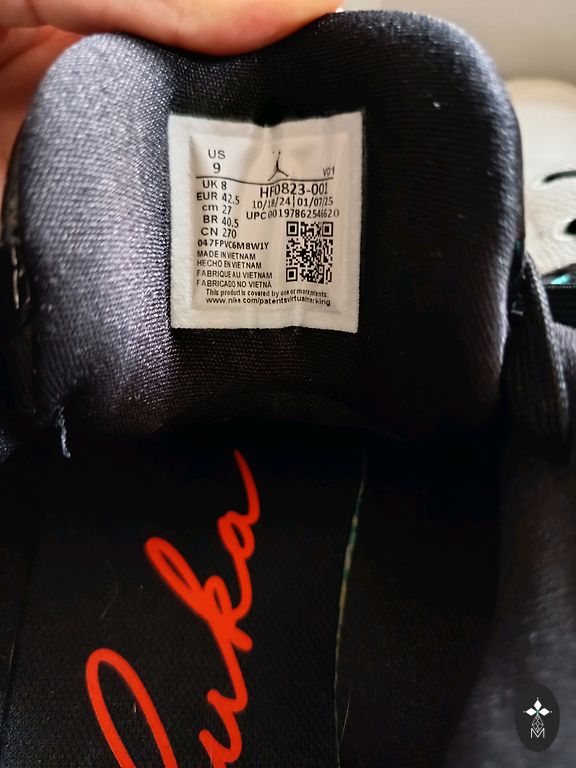 US
9
V01
UK 8
EUR 42.5
cm 27
BR 40.5
CN 270
HF0823-001
10/18/24 01/07/25
UPC 00197862546620
047FPVC6M8W1Y
MADE IN VIETNAM
HECHO EN VIETNAM
FABRIQUE AU VIETNAM
FABRICADO NO VIETNÃ
This product is covered by one or more patents.
www.nike.com/patentsvirtualmarking
Luka
M